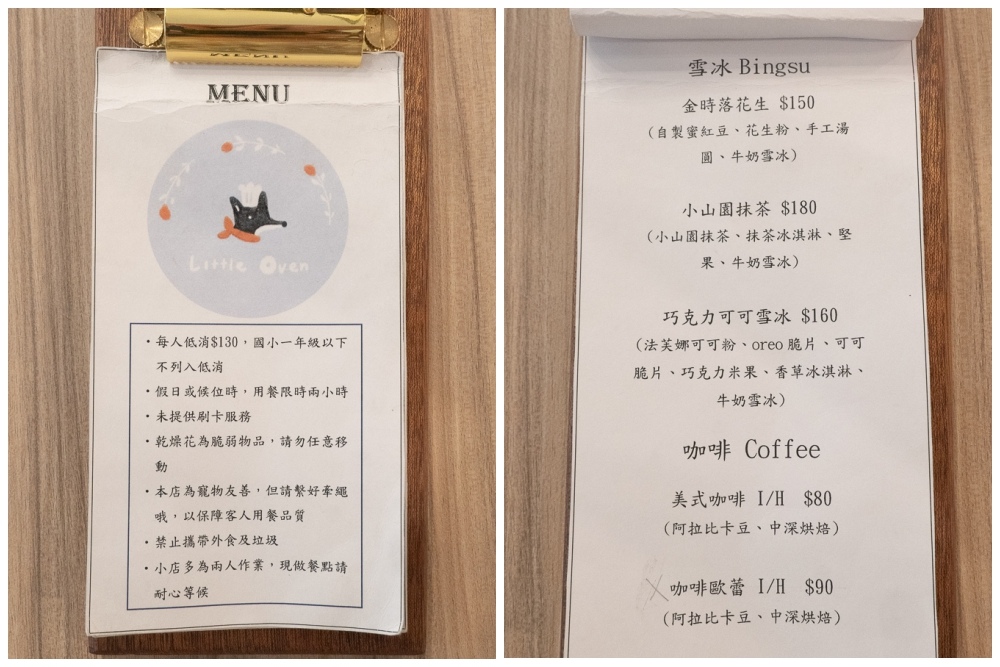 MENU
Little Oven
・每人低消$130，國小一年級以下
不列入低消
・假日或候位時，用餐限時兩小時
・未提供刷卡服務
・乾燥花為脆弱物品，請勿任意移
動
・本店為寵物友善，但請繫好牽繩
哦，以保障客人用餐品質
・禁止攜帶外食及垃圾
・小店多為兩人作業，現做餐點請
耐心等候
雪冰 Bingsu
金時落花生 $150
（自製蜜紅豆、花生粉、手工湯
圓、牛奶雪冰）
小山園抹茶 $180
（小山園抹茶、抹茶冰淇淋、堅
果、牛奶雪冰）
巧克力可可雪冰 $160
（法芙娜可可粉、oreo 脆片、可可
脆片、巧克力米果、香草冰淇淋、
牛奶雪冰）
咖啡 Coffee
美式咖啡 I/H $80
（阿拉比卡豆、中深烘焙）
咖啡歐蕾 I/H $90
（阿拉比卡豆、中深烘焙）